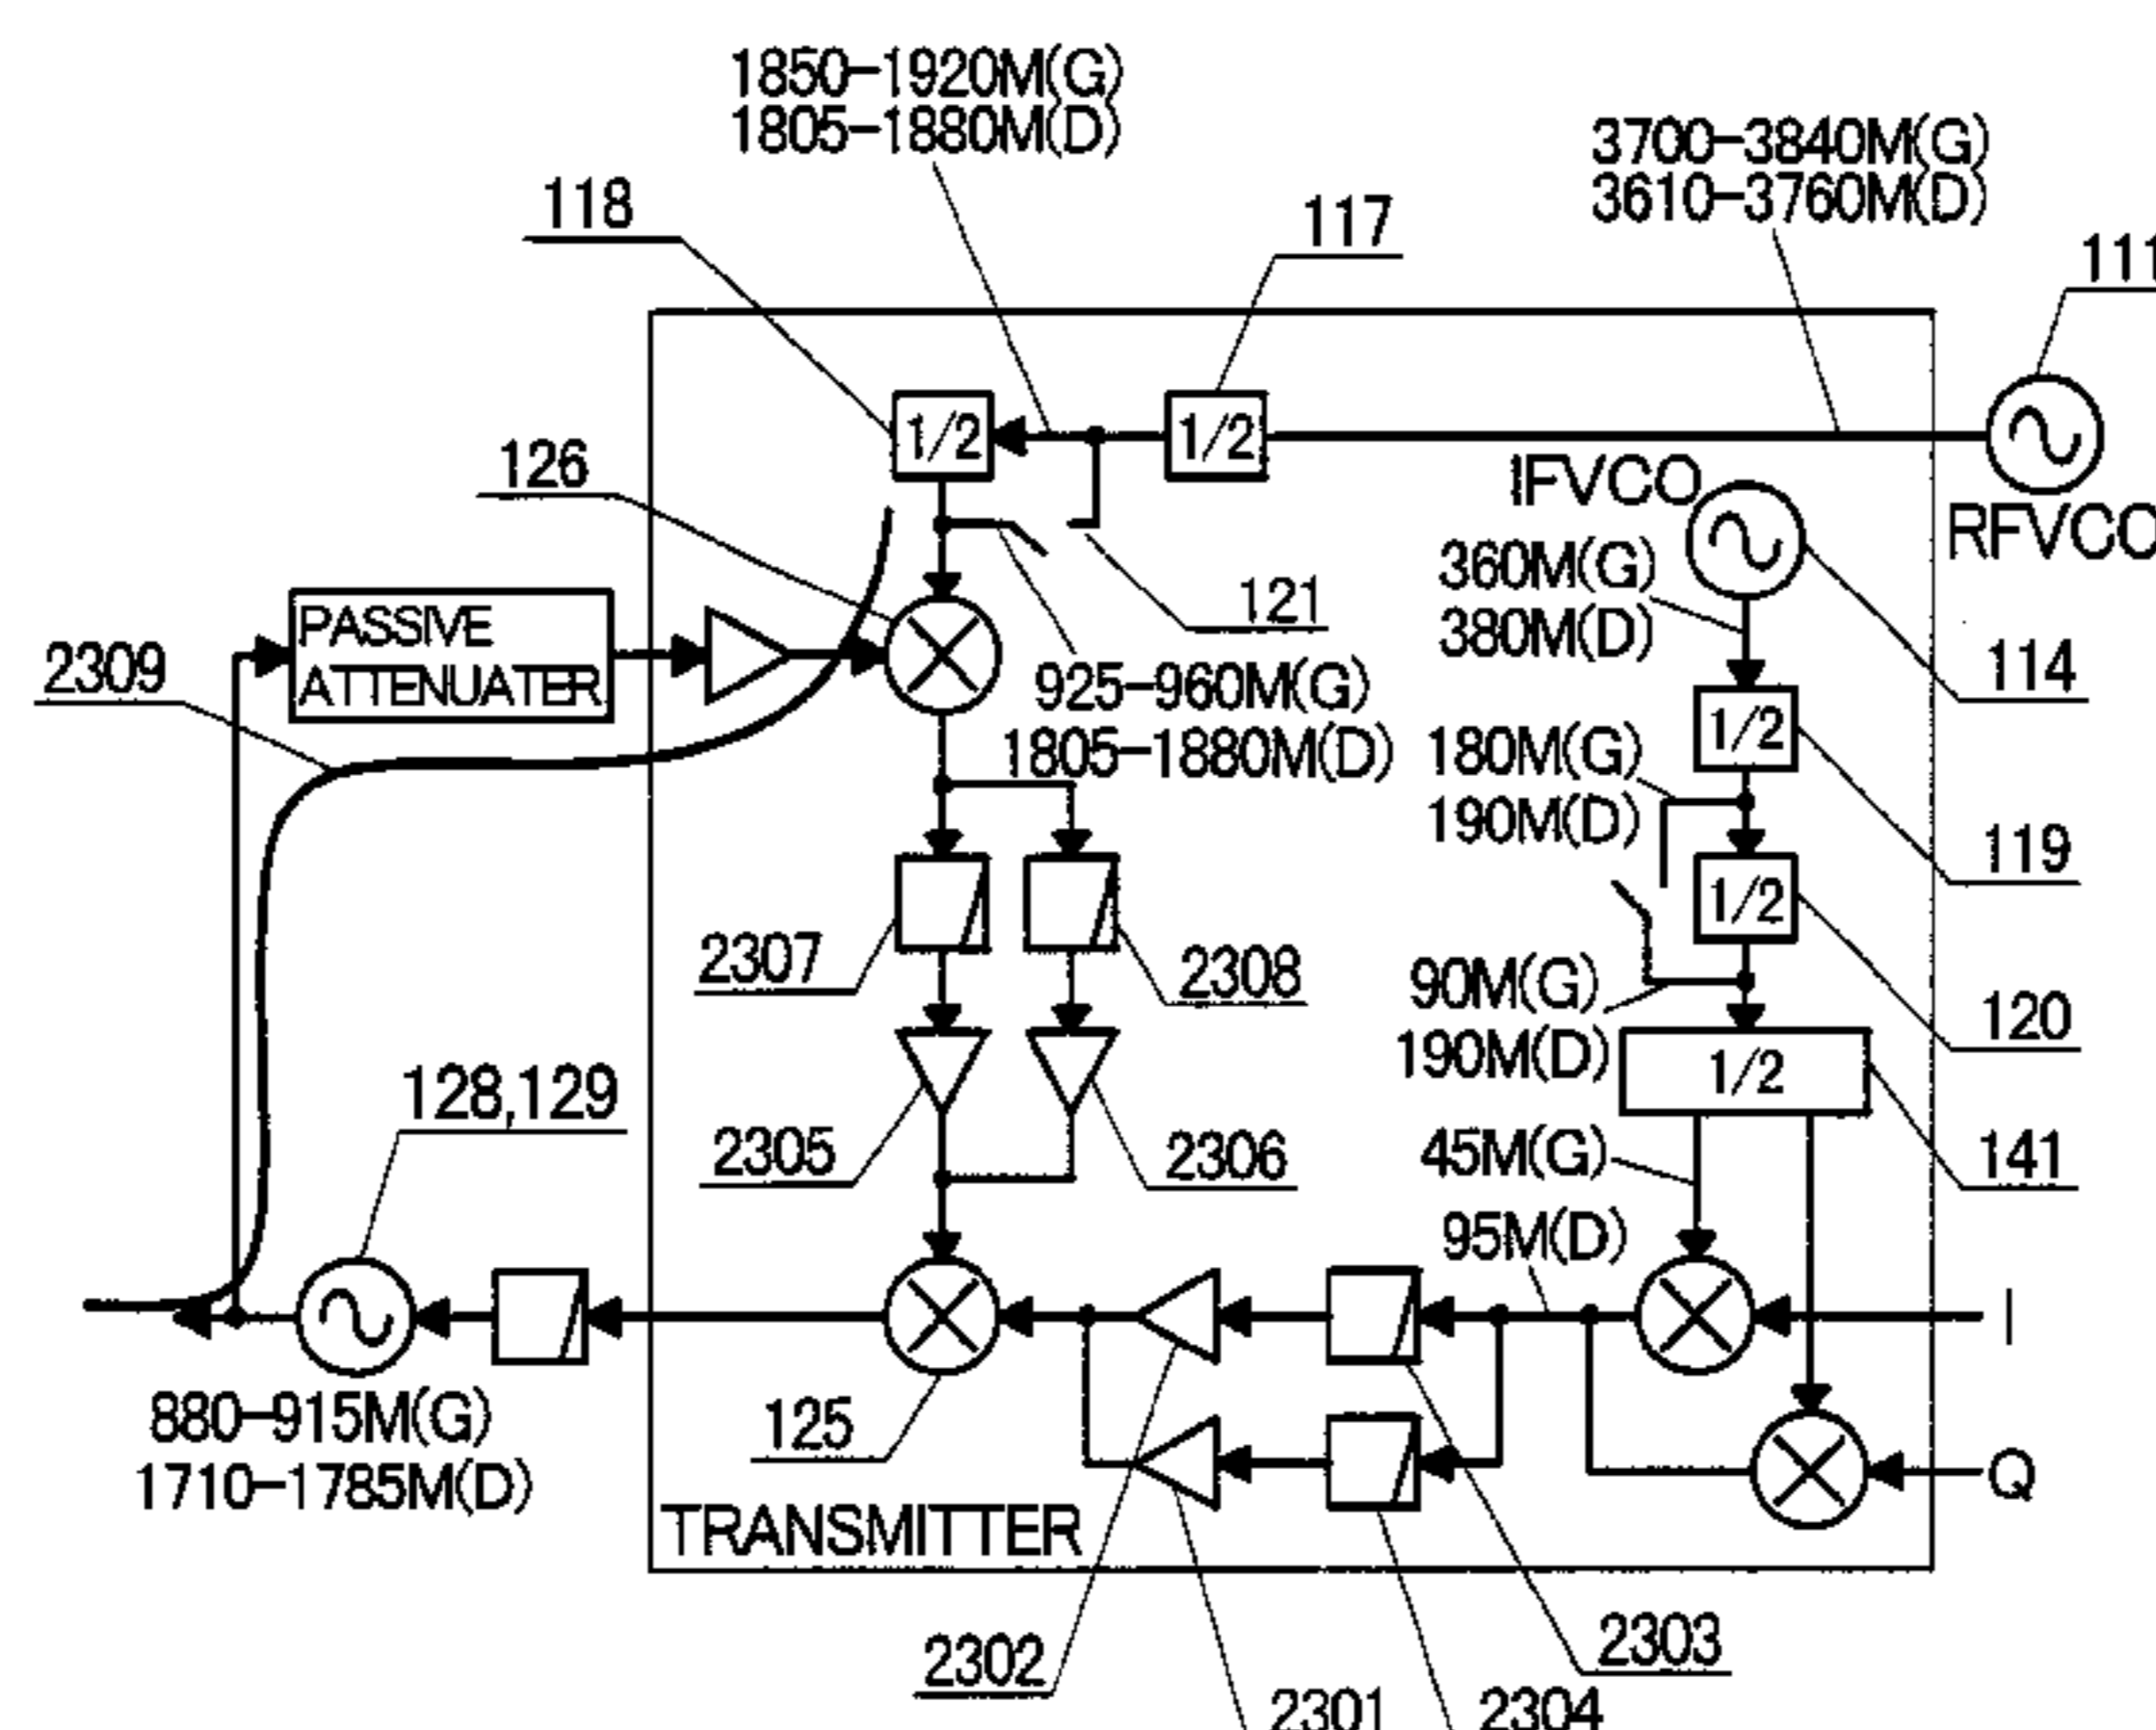 1850-1920M(G)
1805-1880M(D)
3700-3840M(G)
3610-3760M(D)
118
117
111
1/2
1/2
126
IFVCO
RFVCO
360M(G)
380M(D)
121
PASSIVE
ATTENUATER
2309
925-960M(G)
1805-1880M(D)
114
1/2
180M(G)
190M(D)
119
1/2
2307
2308
90M(G)
190M(D)
120
1/2
128,129
2305
2306
45M(G)
95M(D)
141
I
880-915M(G)
1710-1785M(D)
125
Q
TRANSMITTER
2302
2303
2301
2304